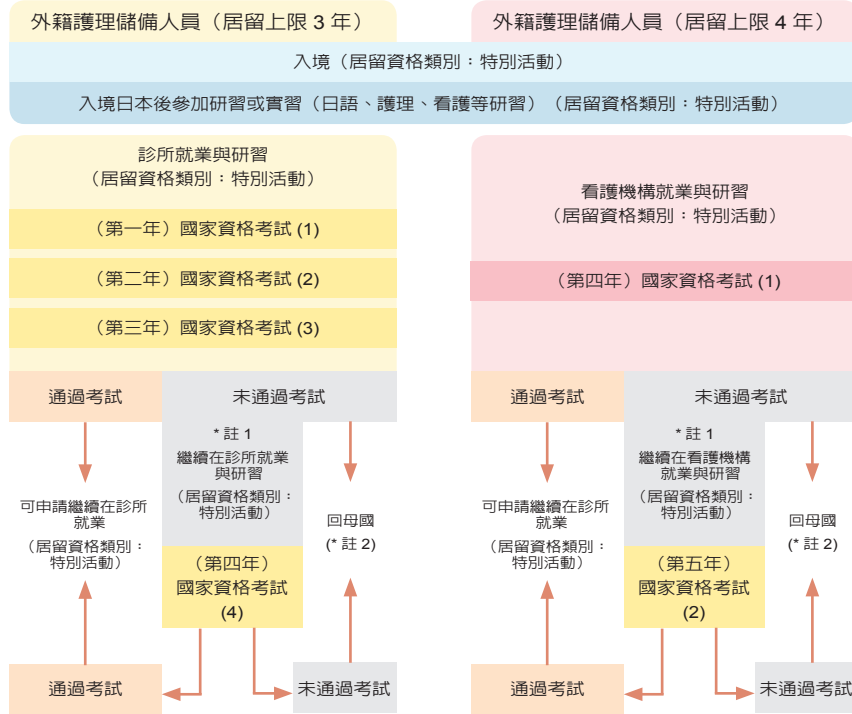 外籍護理儲備人員（居留上限 3 年）
外籍護理儲備人員（居留上限 4 年）
入境（居留資格類別：特別活動）
入境日本後參加研習或實習（日語、護理、看護等研習）（居留資格類別：特別活動）
診所就業與研習
（居留資格類別：特別活動）
（第一年）國家資格考試 (1)
（第二年）國家資格考試 (2)
（第三年）國家資格考試 (3)
通過考試
未通過考試
* 註 1
繼續在診所就業
與研習
（居留資格類別：
特別活動）
可申請繼續在診所
就業
（居留資格類別：
特別活動）
回母國
(* 註 2)
（第四年）
國家資格考試
(4)
通過考試
未通過考試
看護機構就業與研習
（居留資格類別：特別活動）
（第四年）國家資格考試 (1)
通過考試
未通過考試
* 註 1
繼續在看護機構
就業與研習
（居留資格類別：
特別活動）
可申請繼續在診所
就業
（居留資格類別：
特別活動）
回母國
(* 註 2)
（第五年）
國家資格考試
(2)
通過考試
未通過考試